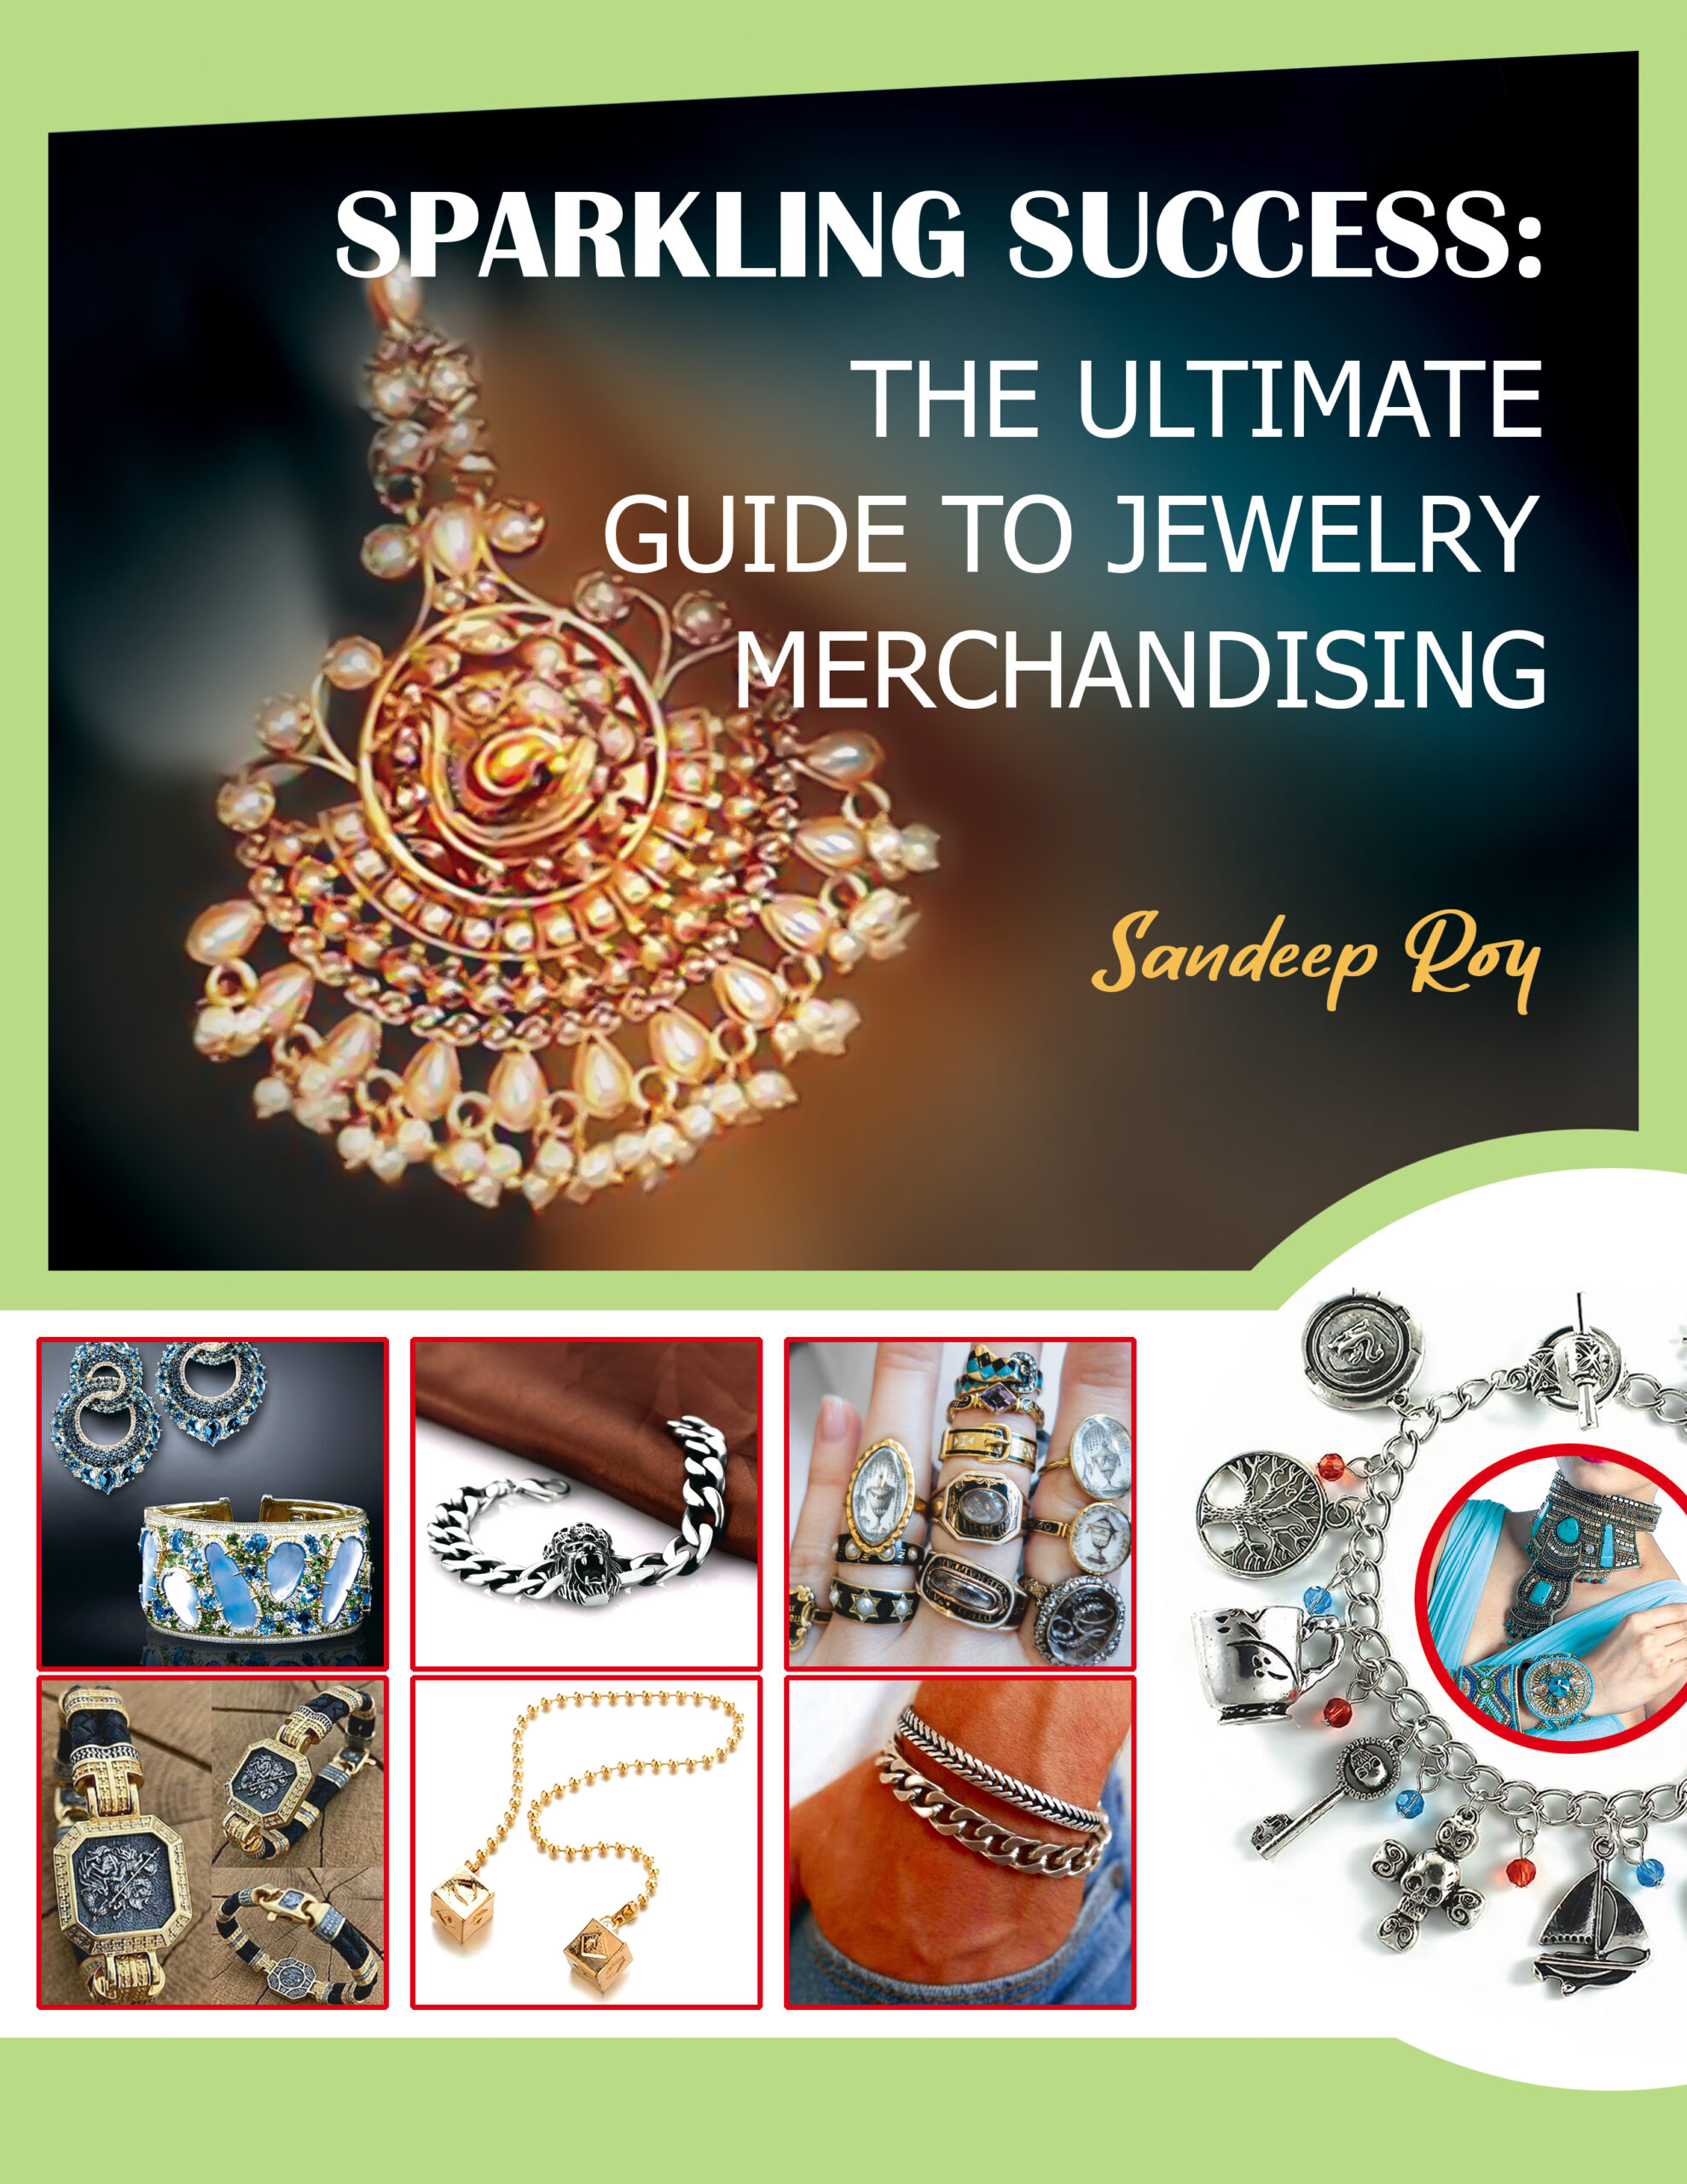 SPARKLING SUCCESS:
THE ULTIMATE
GUIDE TO JEWELRY
MERCHANDISING
Sandeep Roy